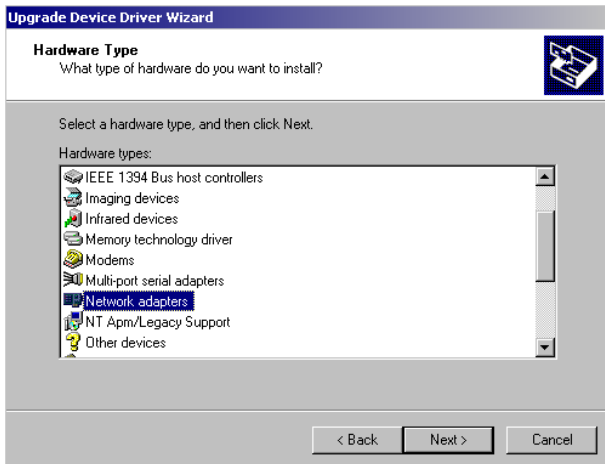 Upgrade Device Driver Wizard
Hardware Type
What type of hardware do you want to install?
Select a hardware type, and then click Next.
Hardware types:
IEEE 1394 Bus host controllers
Imaging devices
Infrared devices
Memory technology driver
Modems
Multi-port serial adapters
Network adapters
NT Apm/Legacy Support
Other devices
< Back Next > Cancel